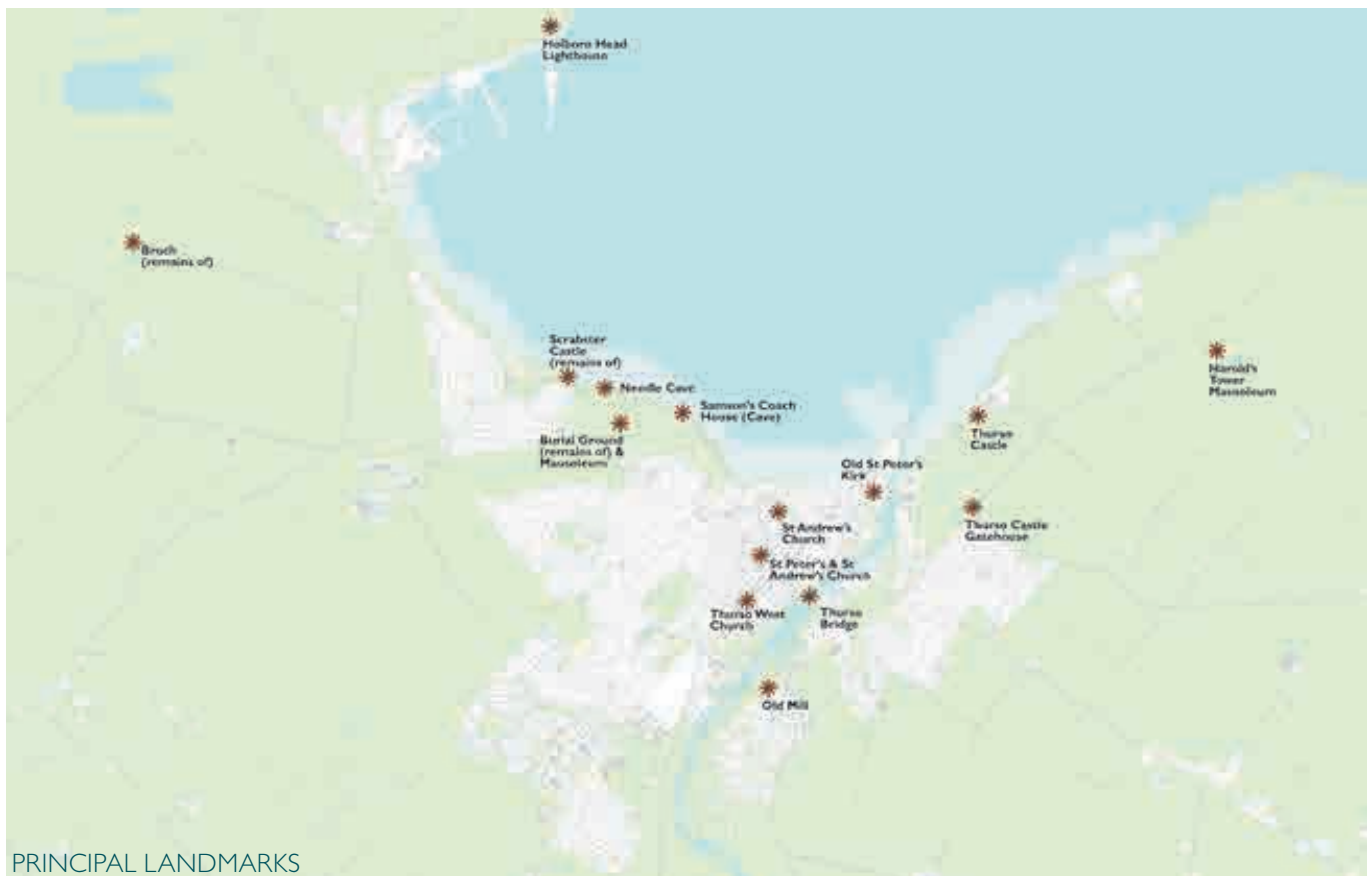 Holborn Head
Lighthouse
Broch
(remains of)
Scrabster
Castle
(remains of)
Needle Cave
Samson's Coach
House (Cave)
Burial Ground
(remains of) &
Mausoleum
Harold's
Tower
Mausoleum
Thurso
Castle
Old St Peter's
Kirk
Thurso Castle
Gatehouse
St Andrew's
Church
St Peter's & St
Andrew's Church
Thurso West
Church
Thurso
Bridge
Old Mill
PRINCIPAL LANDMARKS